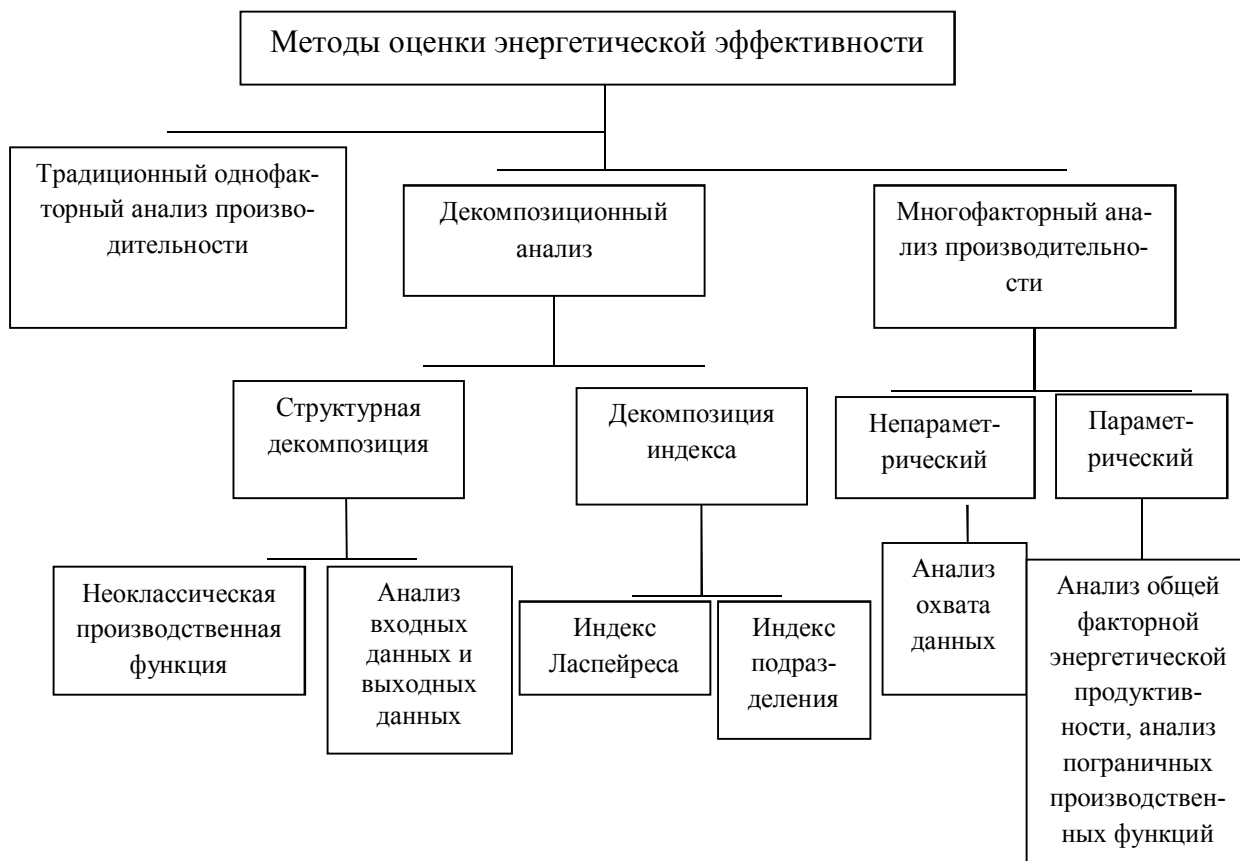 Методы оценки энергетической эффективности
Традиционный однофак-
торный анализ произво-
дительности
Декомпозиционный
анализ
Многофакторный ана-
лиз производительно-
сти
Структурная
декомпозиция
Декомпозиция
индекса
Непарамет-
рический
Парамет-
рический
Неоклассическая
производственная
функция
Анализ
входных
данных и
выходных
данных
Индекс
Ласпейреса
Индекс
подраз-
деления
Анализ
охвата
данных
Анализ общей
факторной
энергетической
продуктив-
ности, анализ
пограничных
производствен-
ных функций